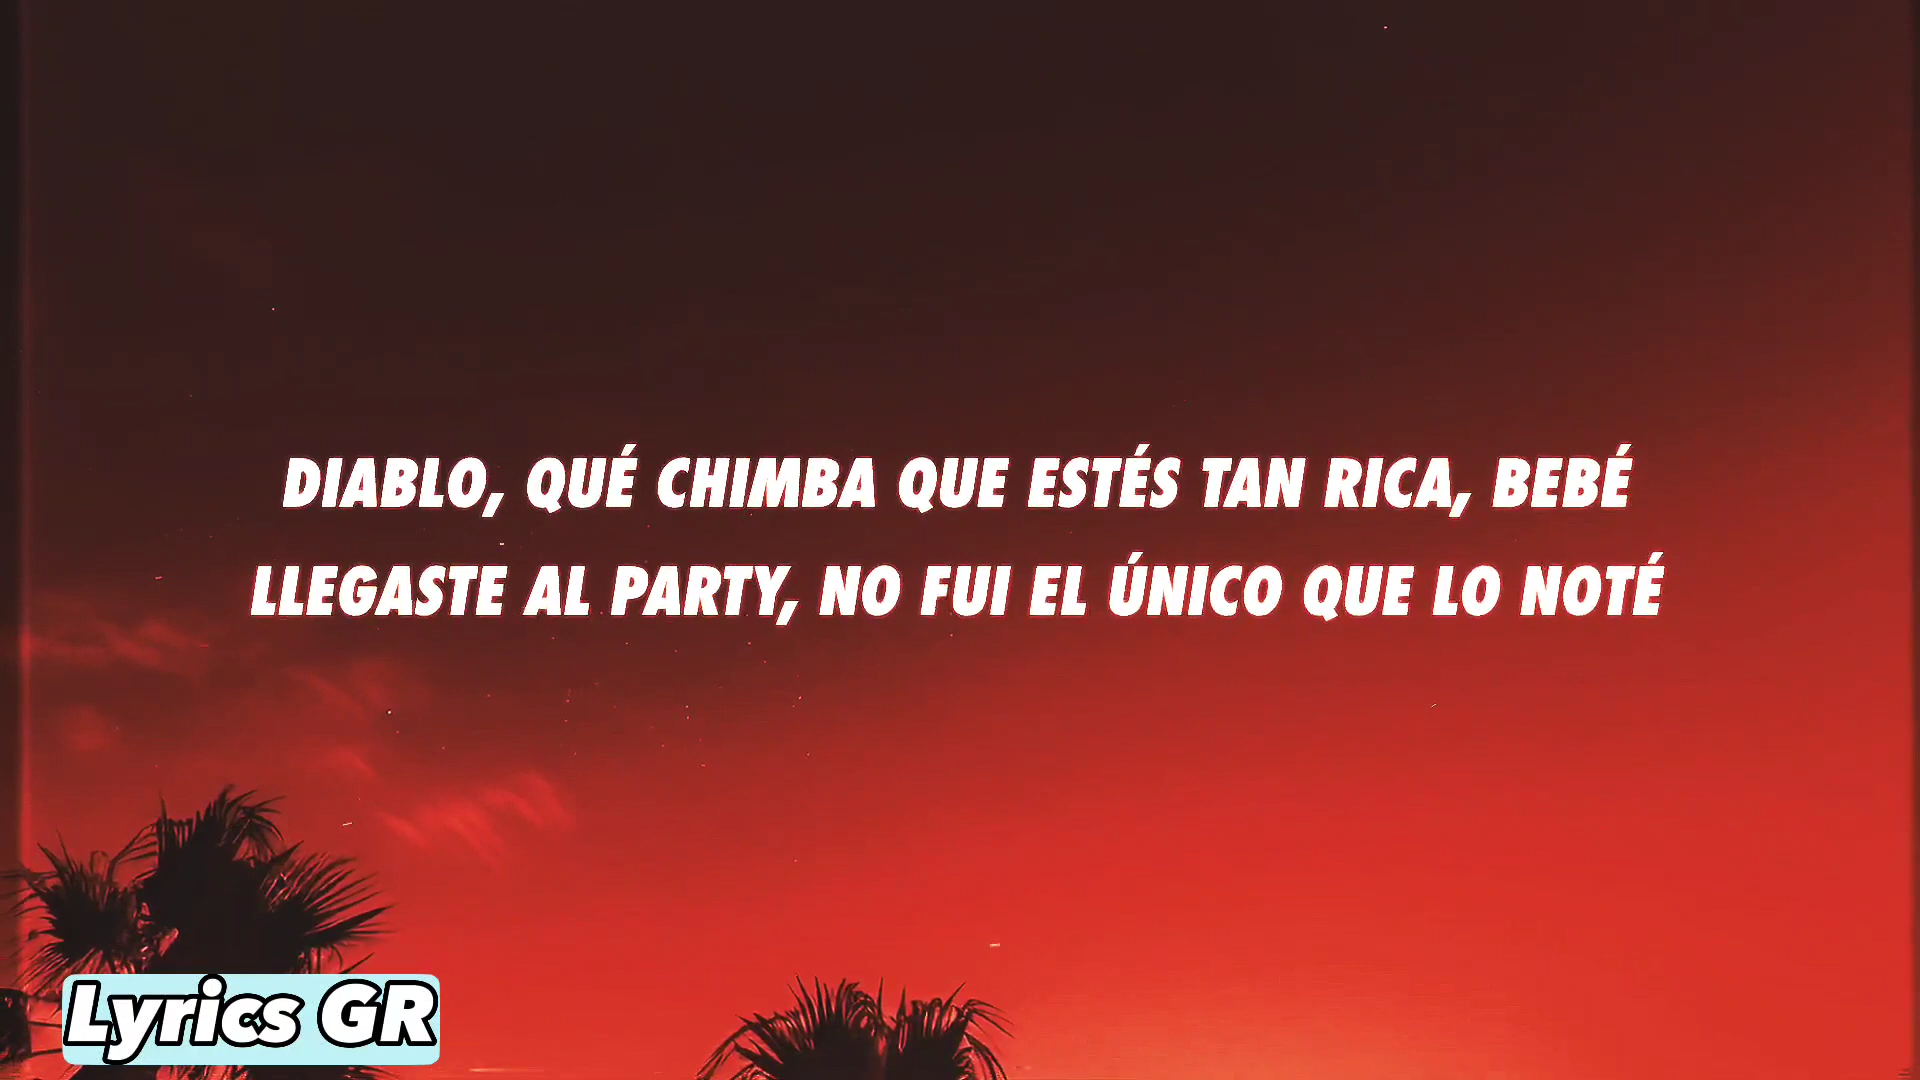 DIABLO, QUÉ CHIMBA QUE ESTÉS TAN RICA, BEBÉ
LLEGASTE AL PARTY, NO FUI EL ÚNICO QUE LO NOTÉ
Lyrics GR